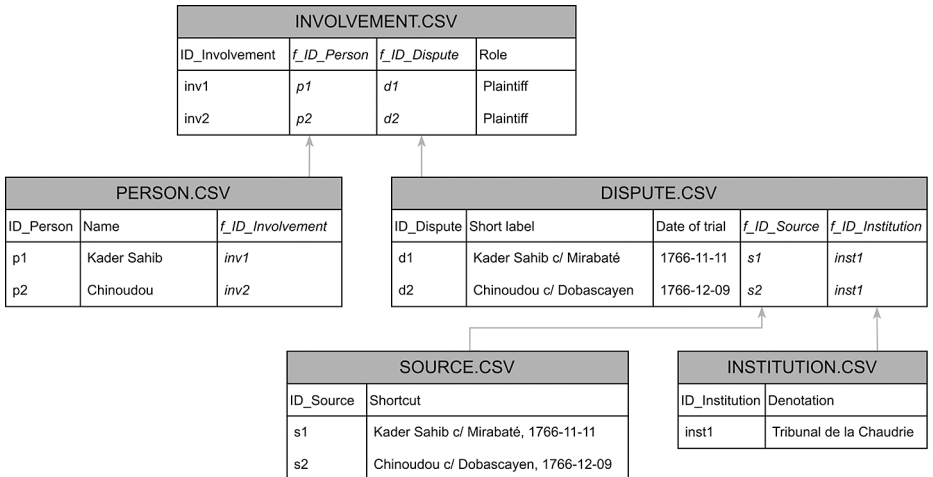 INVOLVEMENT.CSV
ID_Involvement f_ID_Person f_ID_Dispute Role
inv1 p1 d1 Plaintiff
inv2 p2 d2 Plaintiff
PERSON.CSV
ID_Person Name f_ID_Involvement
p1 Kader Sahib inv1
p2 Chinoudou inv2
DISPUTE.CSV
ID_Dispute Short label Date of trial f_ID_Source f_ID_Institution
d1 Kader Sahib c/ Mirabaté 1766-11-11 s1 inst1
d2 Chinoudou c/ Dobascayen 1766-12-09 s2 inst1
SOURCE.CSV
ID_Source Shortcut
s1 Kader Sahib c/ Mirabaté, 1766-11-11
s2 Chinoudou c/ Dobascayen, 1766-12-09
INSTITUTION.CSV
ID_Institution Denotation
inst1 Tribunal de la Chaudrie